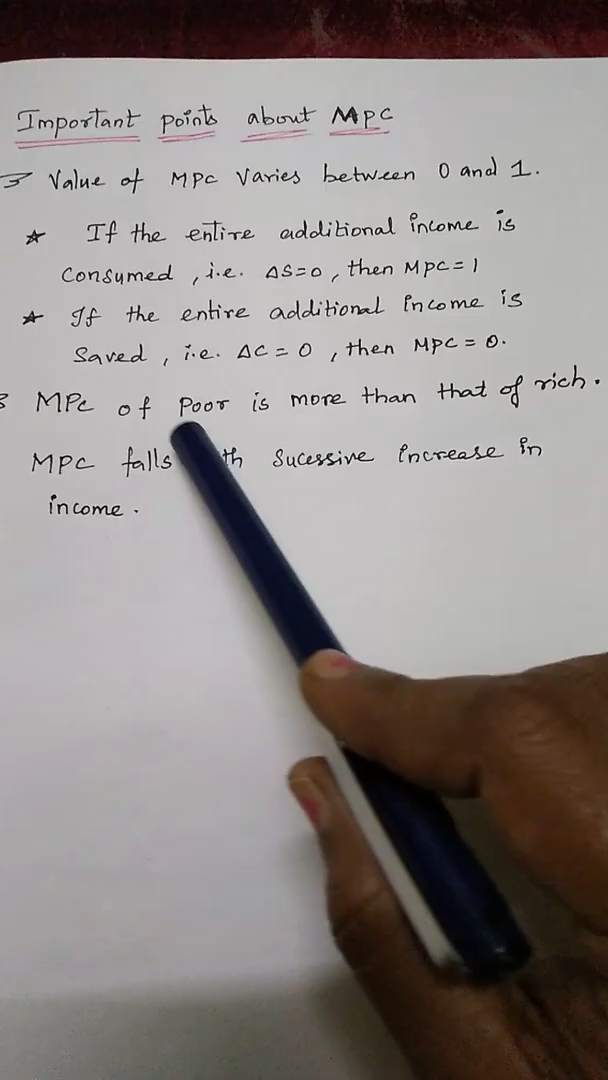 Important points about MPC
Value of MPC Varies between 0 and 1.
* If the entire additional income is
Consumed, i.e. ΔS=0, then MPC=1
* If the entire additional income is
Saved, i.e. ΔC=0, then MPC=0.
MPC of Poor is more than that of rich.
MPC falls th Sucessive increase in
income.